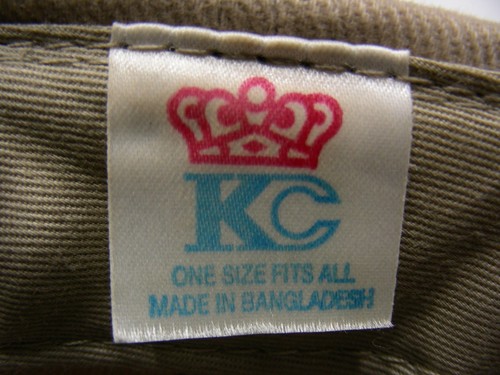 KC
ONE SIZE FITS ALL
MADE IN BANGLADESH